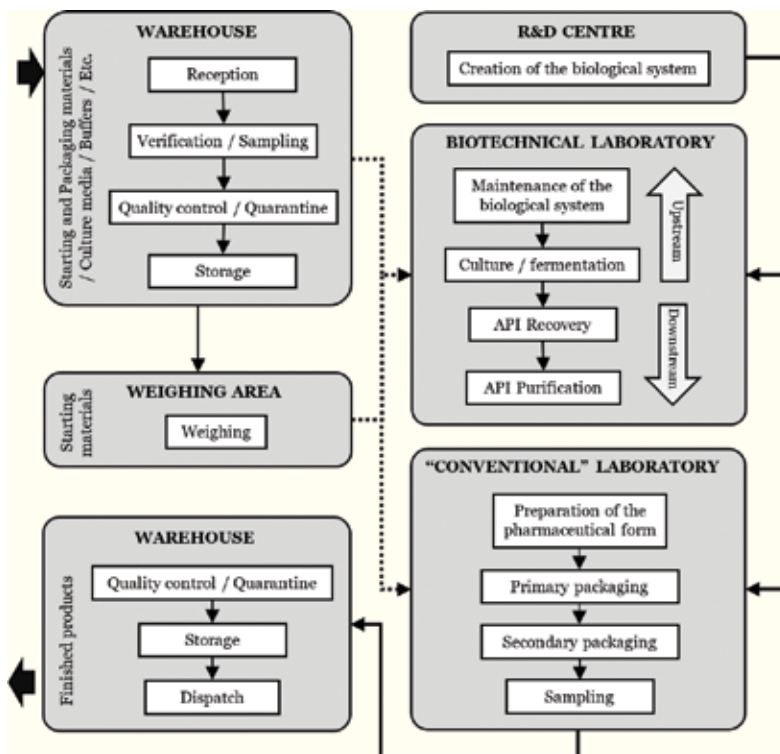 WAREHOUSE
Starting and Packaging materials
/ Culture media / Buffers / Etc.
Reception
Verification / Sampling
Quality control / Quarantine
Storage
WEIGHING AREA
Starting
materials
Weighing
WAREHOUSE
Finished products
Quality control / Quarantine
Storage
Dispatch
R&D CENTRE
Creation of the biological system
BIOTECHNICAL LABORATORY
Maintenance of the
biological system
Culture / fermentation
API Recovery
API Purification
Upstream
Downstream
“CONVENTIONAL” LABORATORY
Preparation of the
pharmaceutical form
Primary packaging
Secondary packaging
Sampling